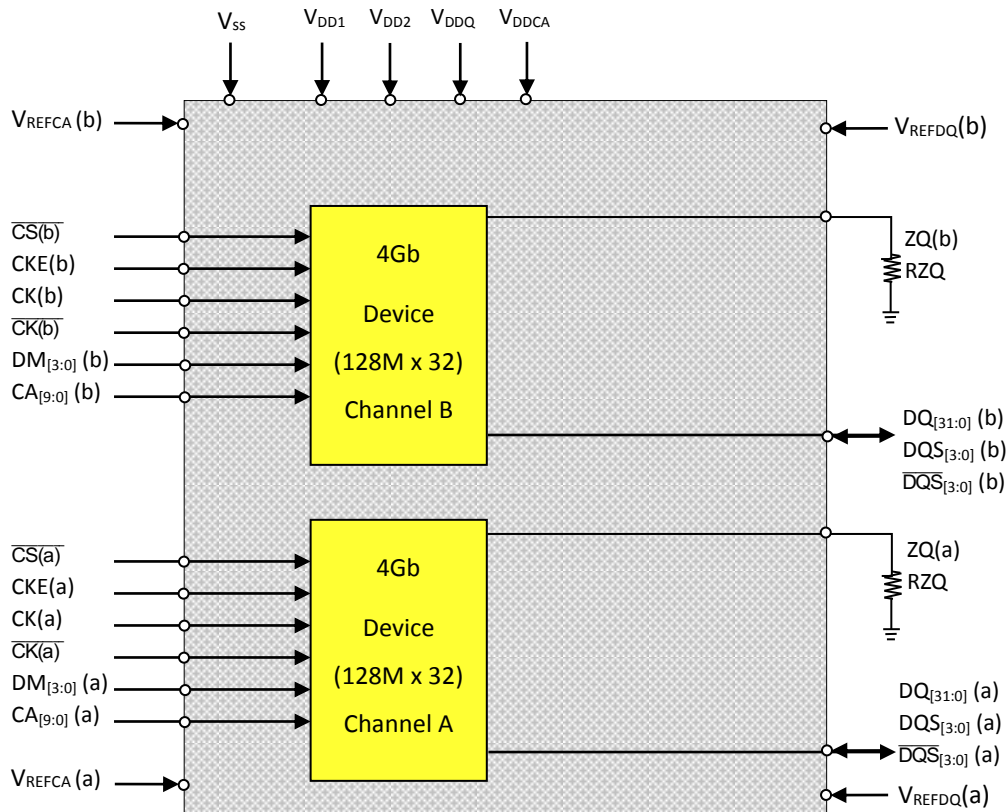 Vss VDD1 VDD2 VDDQ VDDCA
VREFCA (b)
VREFDQ(b)
CS(b)
CKE(b)
CK(b)
CK(b)
DM[3:0] (b)
CA[9:0] (b)
4Gb
Device
(128M x 32)
Channel B
ZQ(b)
RZQ
DQ[31:0] (b)
DQS[3:0] (b)
DQS[3:0] (b)
CS(a)
CKE(a)
CK(a)
CK(a)
DM[3:0] (a)
CA[9:0] (a)
4Gb
Device
(128M x 32)
Channel A
ZQ(a)
RZQ
DQ[31:0] (a)
DQS[3:0] (a)
DQS[3:0] (a)
VREFCA (a)
VREFDQ(a)